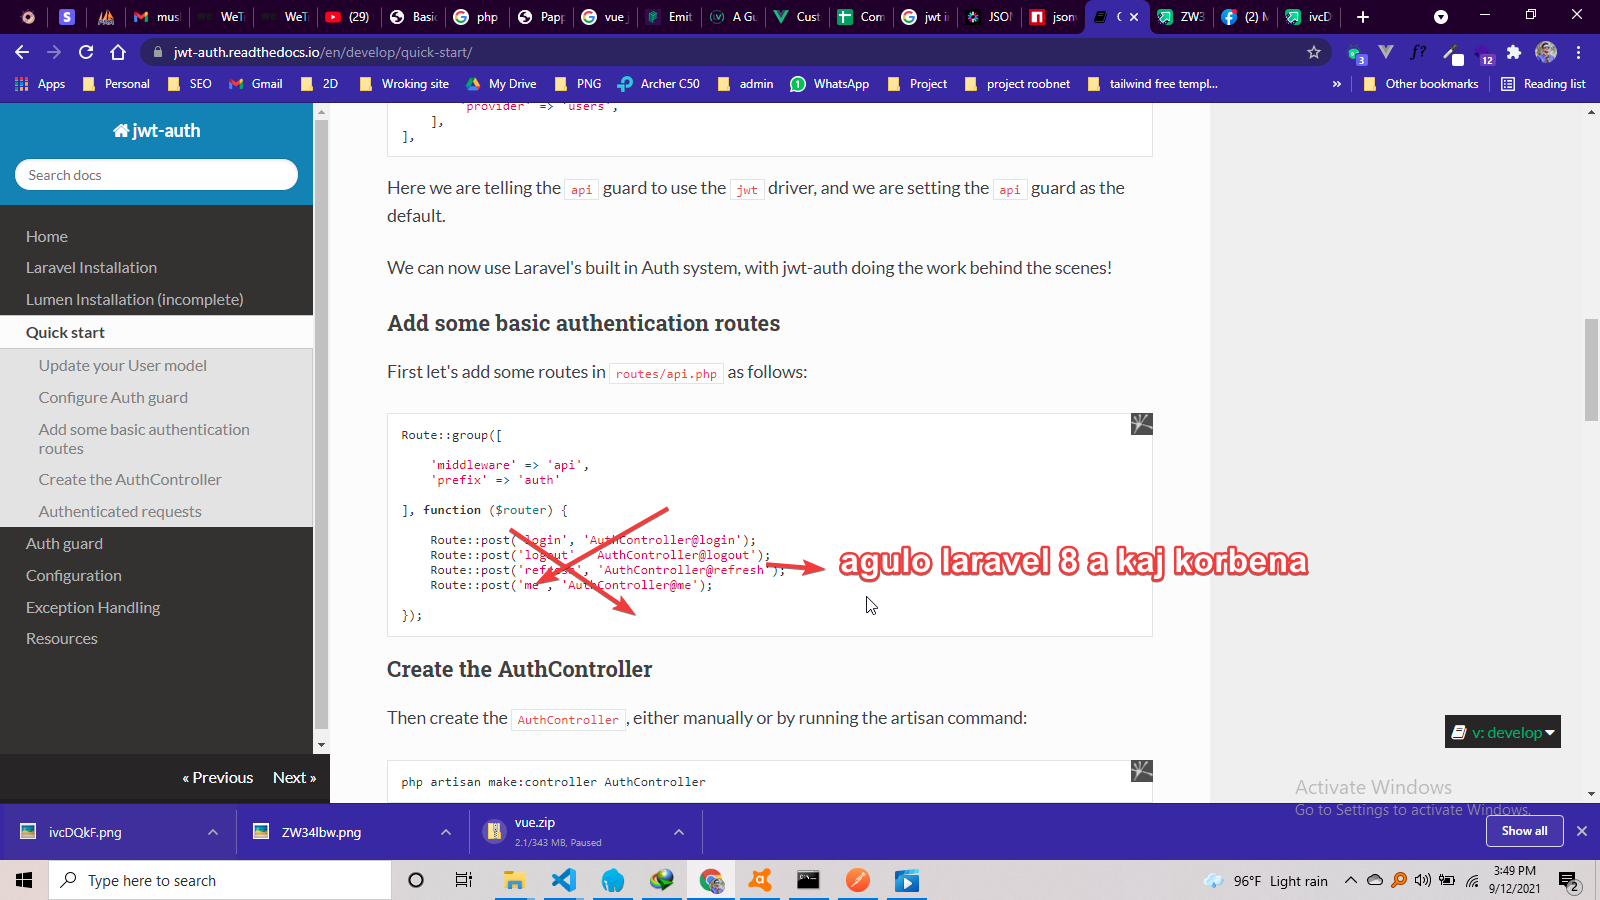 musl
WeTr
WeTr
(29)
Basic
php
Papp
vue j
Emit
A Gu
Cust
Com
jwt in
JSON
json
ZW3
(2) M
ivcD
jwt-auth.readthedocs.io/en/develop/quick-start/
3
f?
12
Apps
Personal
SEO
Gmail
2D
Wroking site
My Drive
PNG
Archer C50
admin
WhatsApp
Project
project roobnet
tailwind free templ...
»
Other bookmarks
Reading list
jwt-auth
Search docs
Home
Laravel Installation
Lumen Installation (incomplete)
Quick start
Update your User model
Configure Auth guard
Add some basic authentication
routes
Create the AuthController
Authenticated requests
Auth guard
Configuration
Exception Handling
Resources
« Previous
Next »
'provider' => 'users',
],
],
Here we are telling the api guard to use the jwt driver, and we are setting the api guard as the
default.
We can now use Laravel's built in Auth system, with jwt-auth doing the work behind the scenes!
Add some basic authentication routes
First let's add some routes in routes/api.php as follows:
Route::group([
'middleware' => 'api',
'prefix' => 'auth'
], function ($router) {
Route::post('login', 'AuthController@login');
Route::post('logout', 'AuthController@logout');
Route::post('refresh', 'AuthController@refresh');
Route::post('me', 'AuthController@me');
});
agulo laravel 8 a kaj korbena
Create the AuthController
Then create the AuthController, either manually or by running the artisan command:
php artisan make:controller AuthController
v: develop
Activate Windows
Go to Settings to activate Windows.
ivcDQkF.png
ZW34lbw.png
vue.zip
2.1/343 MB, Paused
Show all
Type here to search
96°F Light rain
3:49 PM
9/12/2021
2